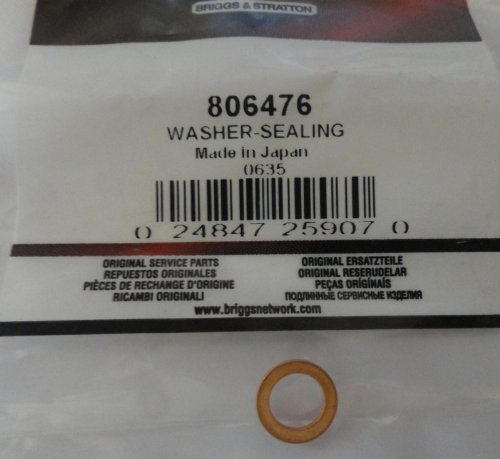 BRIGGS & STRATTON
806476
WASHER-SEALING
Made in Japan
0635
0 24847 25907 0
ORIGINAL SERVICE PARTS
REPUESTOS ORIGINALES
PIÈCES DE RECHANGE D'ORIGINE
RICAMBI ORIGINALI
ORIGINAL ERSATZTEILE
ORIGINAL RESERUDELAR
PEÇAS ORIGÍNAIS
ПОДЛИННЫЕ СЕРВИСНЫЕ ИЗДЕЛИЯ
www.briggsnetwork.com